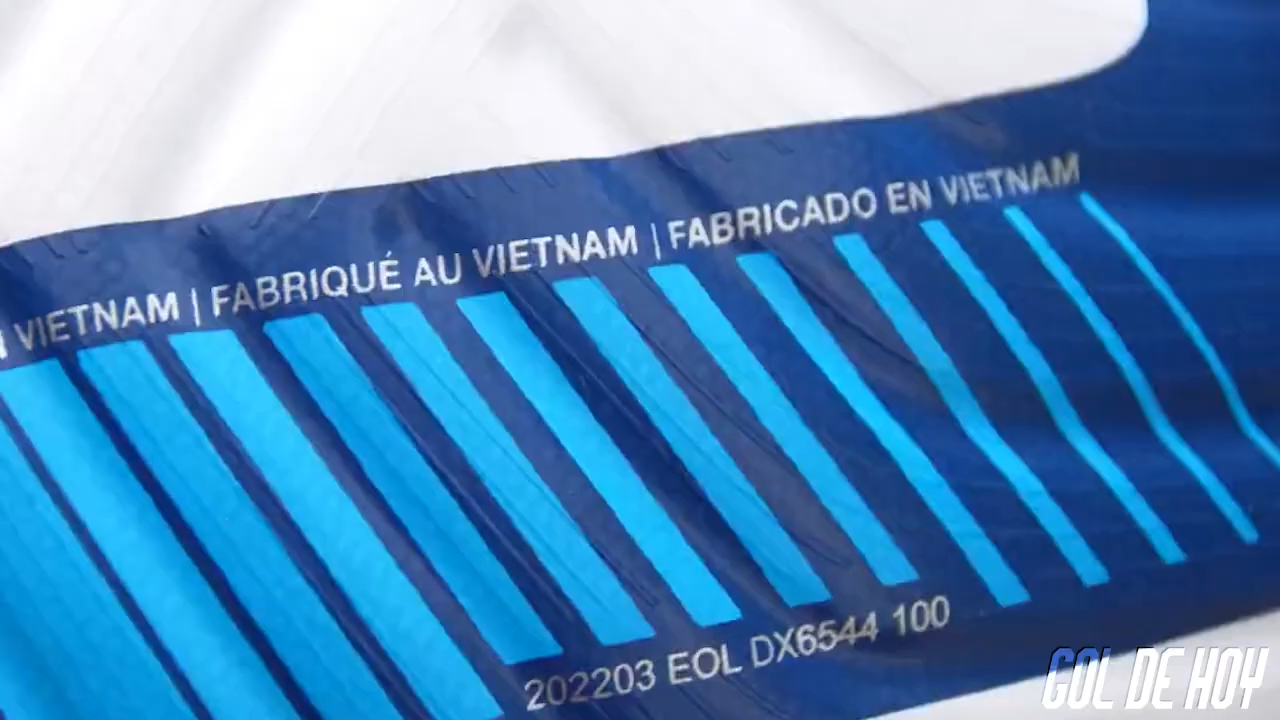 VIETNAM | FABRIQUÉ AU VIETNAM | FABRICADO EN VIETNAM
202203 EOL DX6544 100
GOL DE HOY